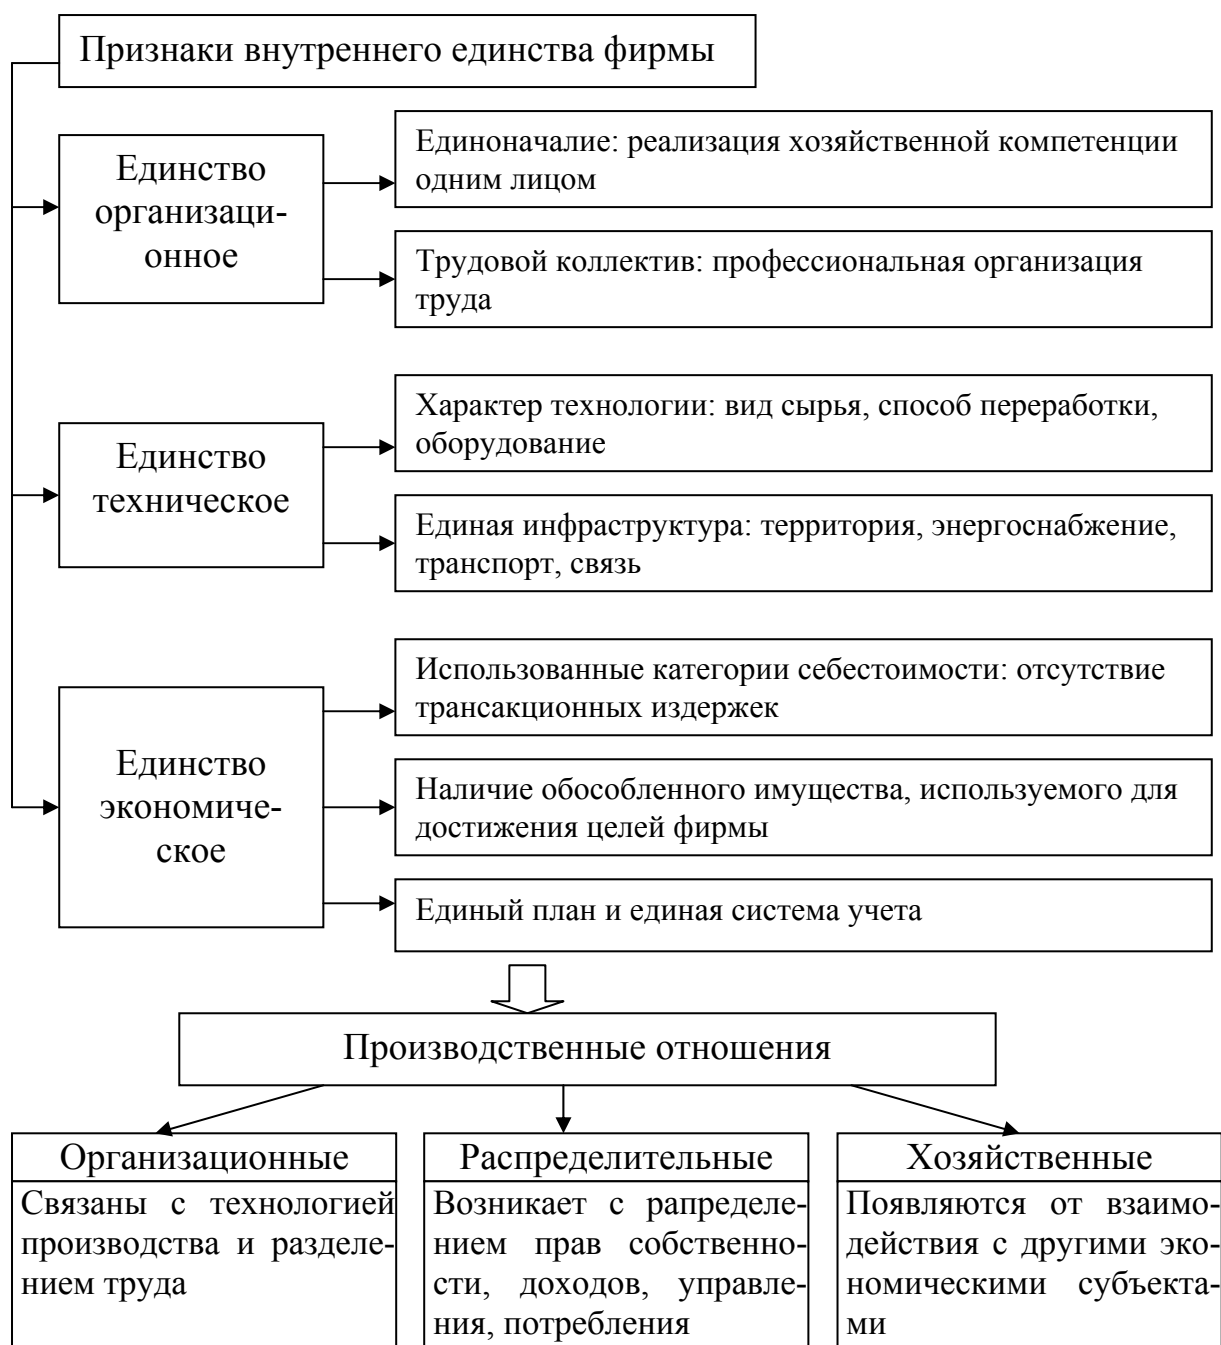 Признаки внутреннего единства фирмы
Единство
организаци-
онное
Единоначалие: реализация хозяйственной компетенции
одним лицом
Трудовой коллектив: профессиональная организация
труда
Единство
техническое
Характер технологии: вид сырья, способ переработки,
оборудование
Единая инфраструктура: территория, энергоснабжение,
транспорт, связь
Единство
экономиче-
ское
Использованные категории себестоимости: отсутствие
трансакционных издержек
Наличие обособленного имущества, используемого для
достижения целей фирмы
Единый план и единая система учета
Производственные отношения
Организационные
Связаны с технологией
производства и разделе-
нием труда
Распределительные
Возникает с рапределе-
нием прав собственно-
сти, доходов, управле-
ния, потребления
Хозяйственные
Появляются от взаимо-
действия с другими эко-
номическими субъекта-
ми